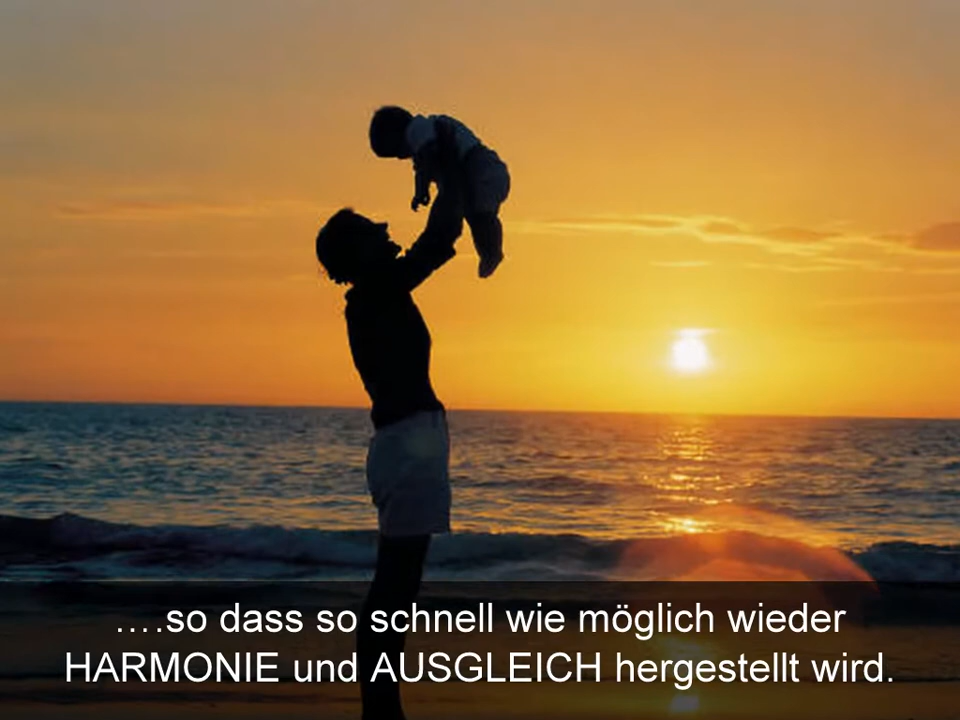 ….so dass so schnell wie möglich wieder
HARMONIE und AUSGLEICH hergestellt wird.